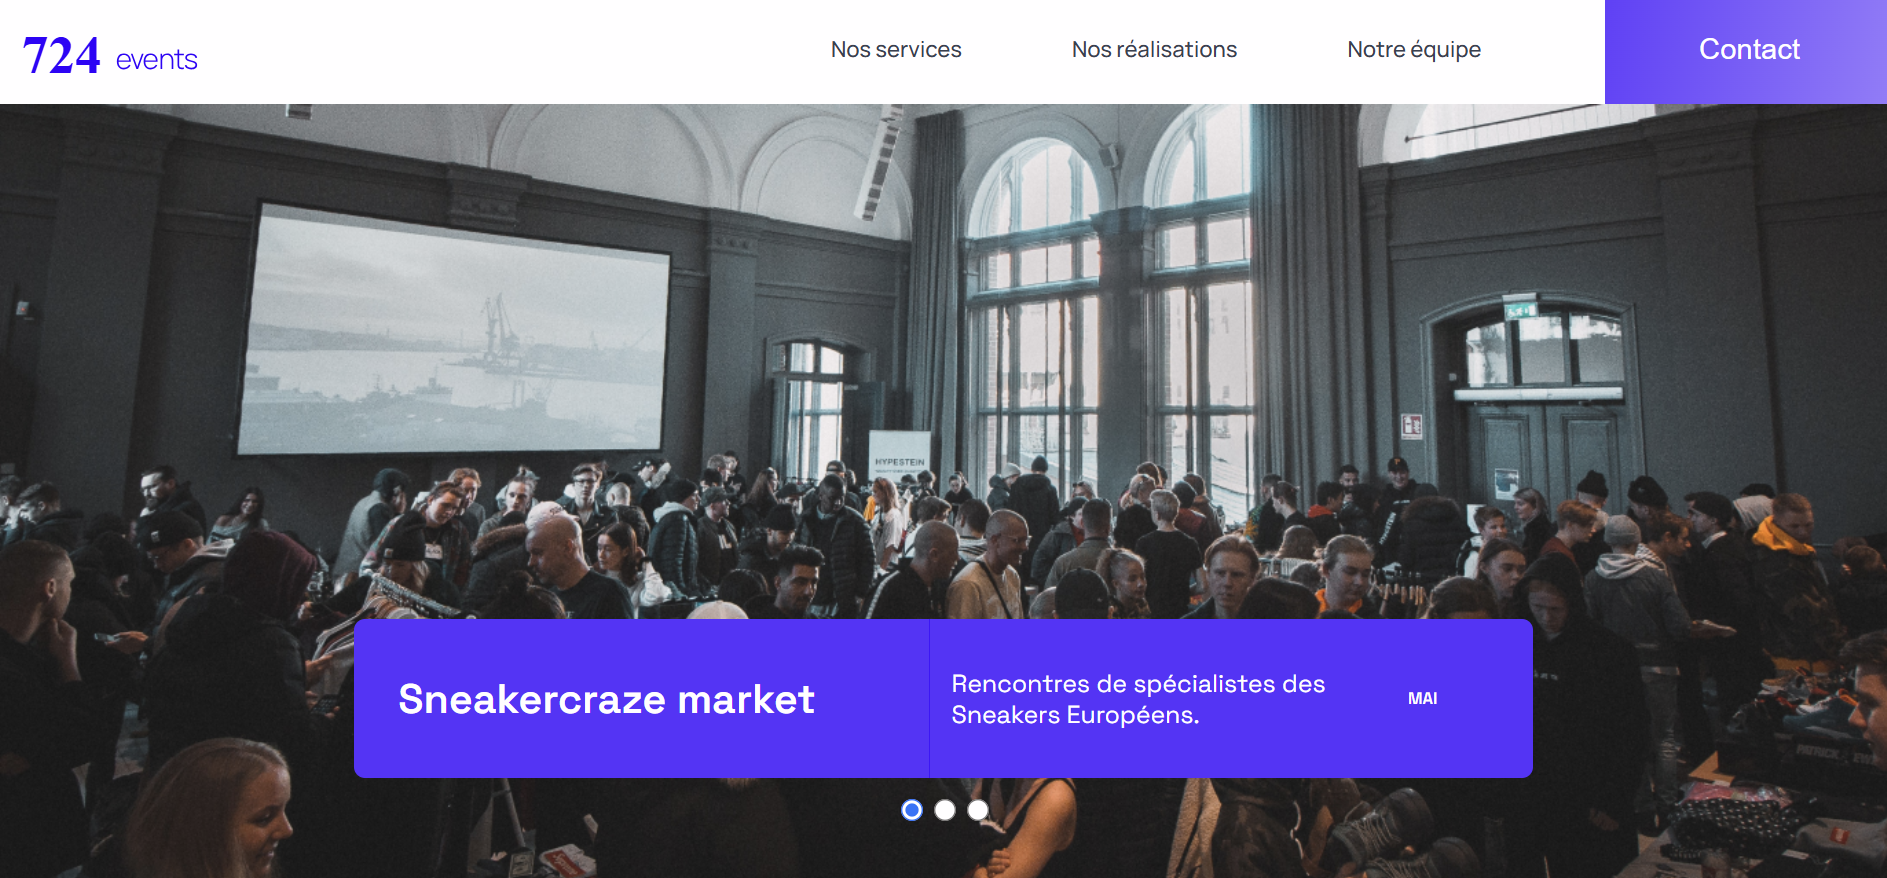 724 events
Nos services
Nos réalisations
Notre équipe
Contact
HYPESTEIN
Sneakercraze market
Rencontres de spécialistes des
Sneakers Européens.
MAI